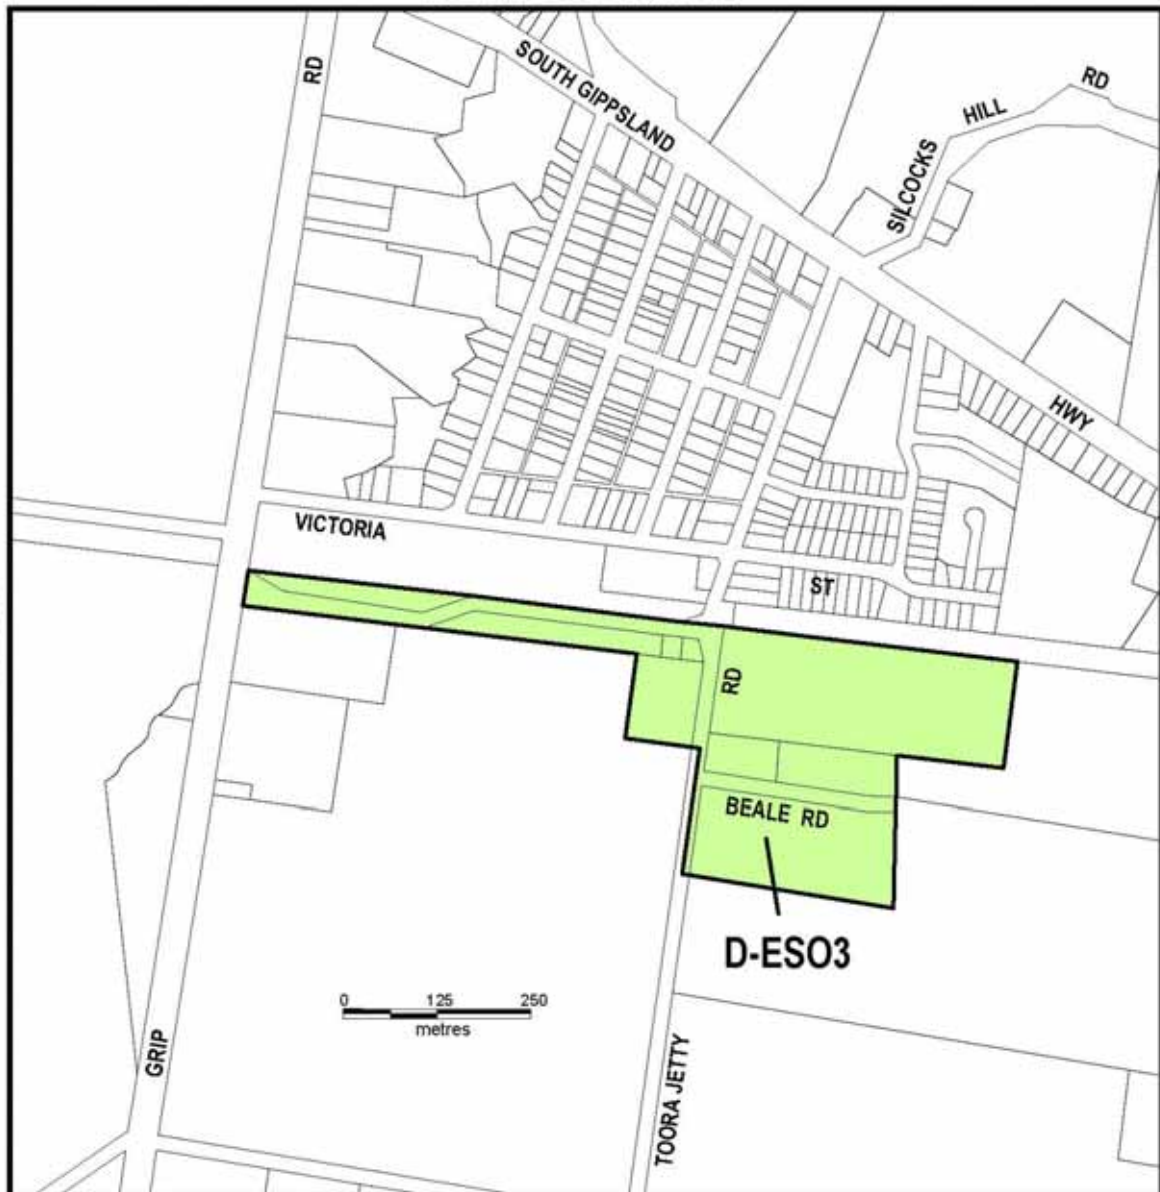 RD
SOUTH GIPPSLAND
HWY
SILCOCKS
HILL
RD
VICTORIA
ST
RD
BEALE RD
D-ESO3
0 125 250
metres
GRIP
TOORA JETTY